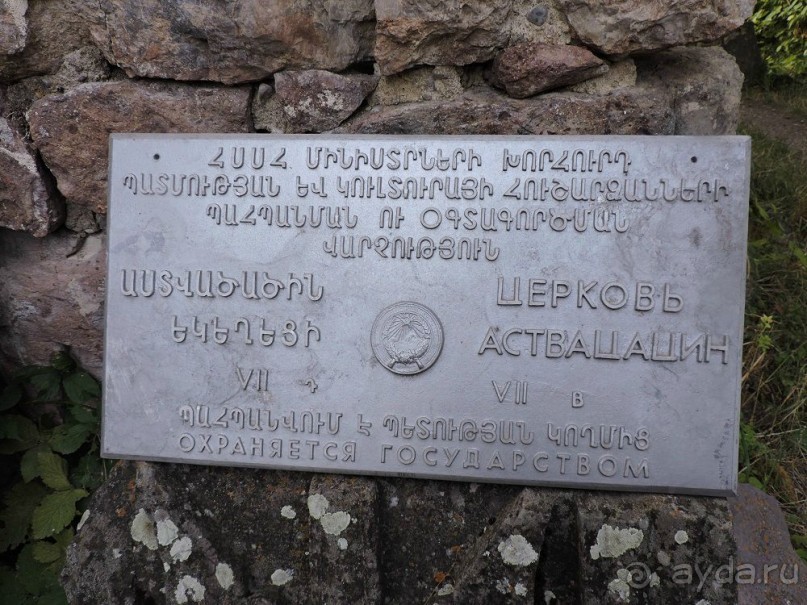 ՀՍՍՀ ՄԻՆԻՍՏՐՆԵՐԻ ԽՈՐՀՈՒՐԴ
ՊԱՏՄՈՒԹՅԱՆ ԵՎ ԿՈՒԼՏՈՒՐԱՅԻ ՀՈՒՇԱՐՁԱՆՆԵՐԻ
ՊԱՀՊԱՆՄԱՆ ՈՒ ՕԳՏԱԳՈՐԾՄԱՆ
ՎԱՐՉՈՒԹՅՈՒՆ
ԱՍՏՎԱԾԱԾԻՆ
ԵԿԵՂԵՑԻ
VII Դ
ЦЕРКОВЬ
АСТВАЦАЦИН
VII В
ՊԱՀՊԱՆՎՈՒՄ Է ՊԵՏՈՒԹՅԱՆ ԿՈՂՄԻՑ
ОХРАНЯЕТСЯ ГОСУДАРСТВОМ
ayda.ru